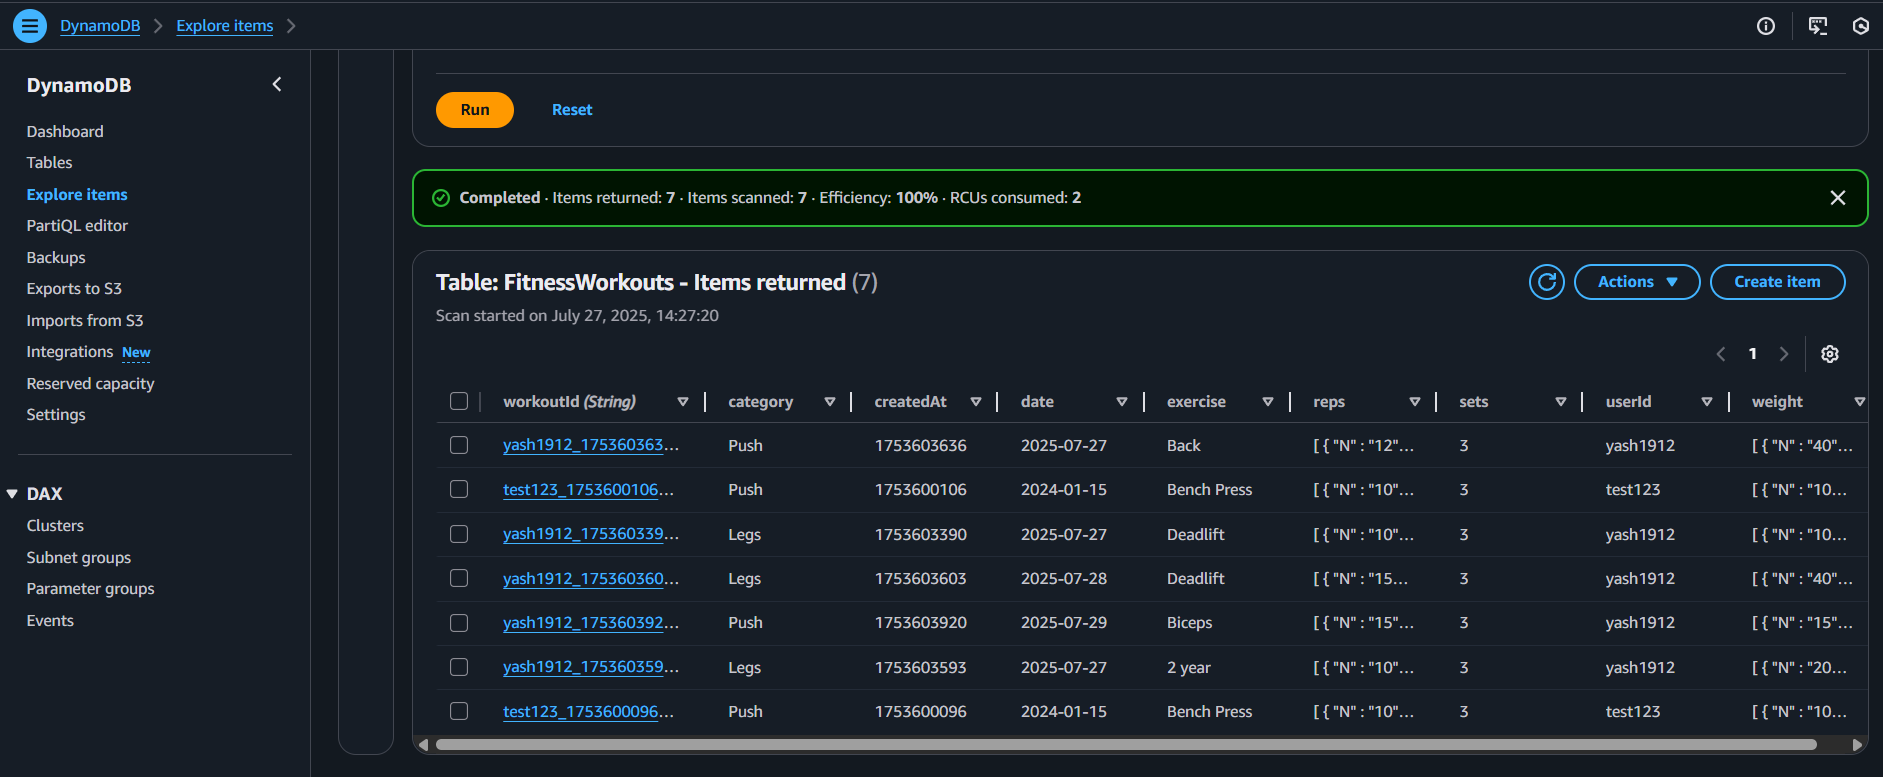 DynamoDB > Explore items >
DynamoDB
Dashboard
Tables
Explore items
PartiQL editor
Backups
Exports to S3
Imports from S3
Integrations New
Reserved capacity
Settings
DAX
Clusters
Subnet groups
Parameter groups
Events
Run Reset
Completed · Items returned: 7 · Items scanned: 7 · Efficiency: 100% · RCUs consumed: 2
Table: FitnessWorkouts - Items returned (7)
Actions Create item
Scan started on July 27, 2025, 14:27:20
1
workoutId (String) category createdAt date exercise reps sets userId weight
yash1912_175360363... Push 1753603636 2025-07-27 Back [ { "N" : "12"... 3 yash1912 [ { "N" : "40"...
test123_1753600106... Push 1753600106 2024-01-15 Bench Press [ { "N" : "10"... 3 test123 [ { "N" : "10...
yash1912_175360339... Legs 1753603390 2025-07-27 Deadlift [ { "N" : "10"... 3 yash1912 [ { "N" : "10...
yash1912_175360360... Legs 1753603603 2025-07-28 Deadlift [ { "N" : "15... 3 yash1912 [ { "N" : "40"...
yash1912_175360392... Push 1753603920 2025-07-29 Biceps [ { "N" : "15"... 3 yash1912 [ { "N" : "15"...
yash1912_175360359... Legs 1753603593 2025-07-27 2 year [ { "N" : "10"... 3 yash1912 [ { "N" : "20...
test123_1753600096... Push 1753600096 2024-01-15 Bench Press [ { "N" : "10"... 3 test123 [ { "N" : "10...